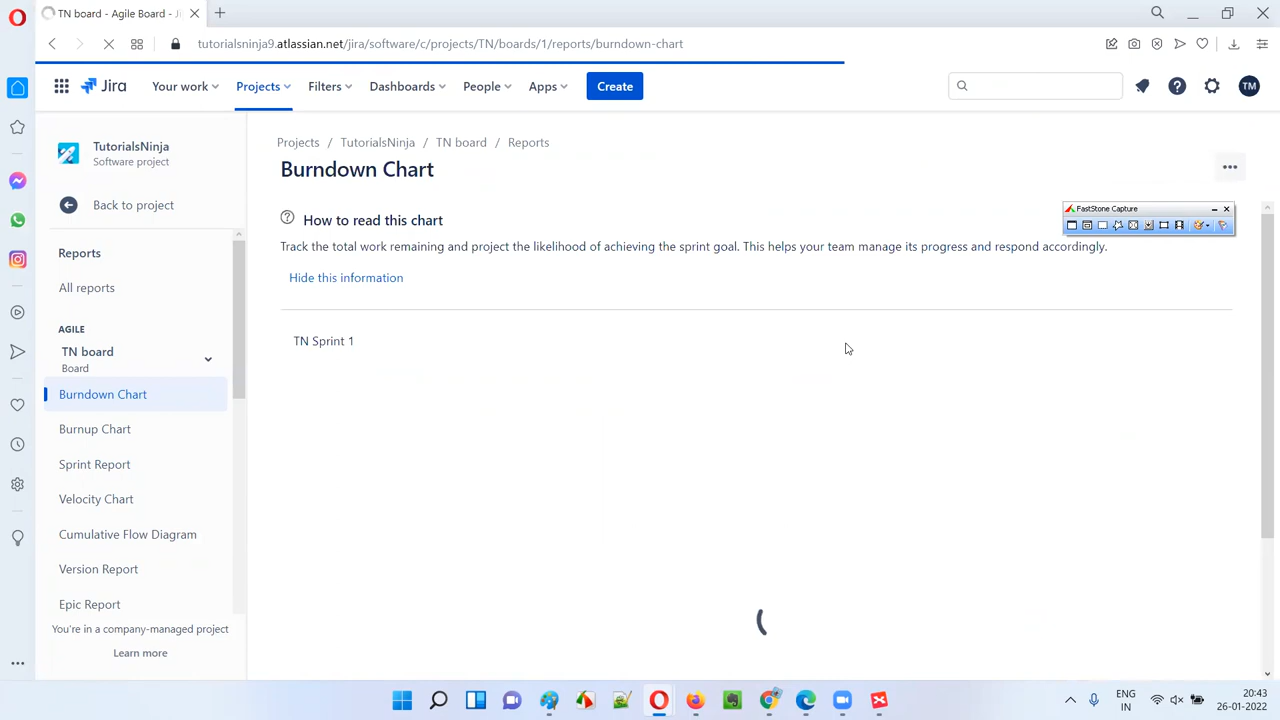 TN board - Agile Board - Ji
tutorialsninja9.atlassian.net/jira/software/c/projects/TN/boards/1/reports/burndown-chart
Jira
Your work
Projects
Filters
Dashboards
People
Apps
Create
TM
TutorialsNinja
Software project
Back to project
Reports
All reports
AGILE
TN board
Board
Burndown Chart
Burnup Chart
Sprint Report
Velocity Chart
Cumulative Flow Diagram
Version Report
Epic Report
You're in a company-managed project
Learn more
Projects / TutorialsNinja / TN board / Reports
Burndown Chart
FastStone Capture
How to read this chart
Track the total work remaining and project the likelihood of achieving the sprint goal. This helps your team manage its progress and respond accordingly.
Hide this information
TN Sprint 1
ENG
IN
20:43
26-01-2022